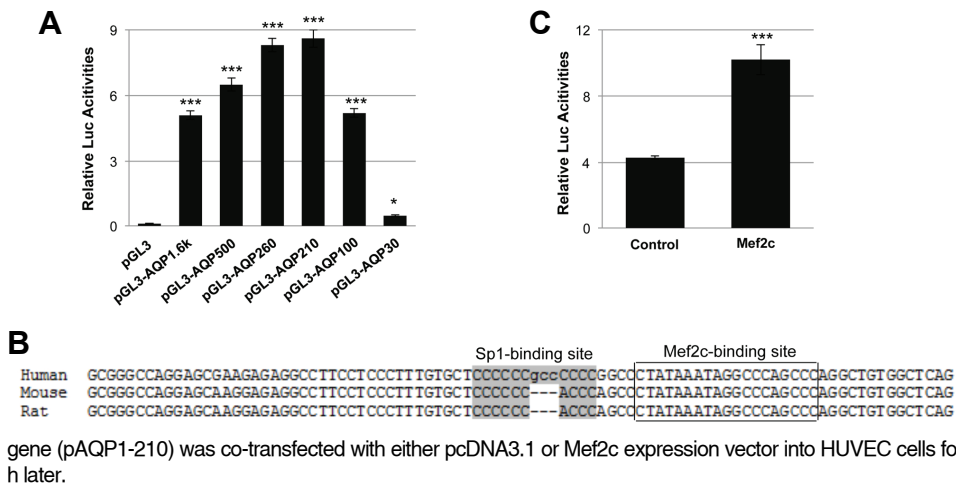 A
Relative Luc Acitivities
9
6
3
0
***
***
***
***
***
*
pGL3
pGL3-AQP1.6k
pGL3-AQP500
pGL3-AQP260
pGL3-AQP210
pGL3-AQP100
pGL3-AQP30
C
Relative Luc Acitivities
12
8
4
0
***
Control
Mef2c
B
Sp1-binding site
Mef2c-binding site
Human GCGGGCCAGGAGCGAAGAGAGGCCTTCCTCCCTTTGTGCTCCCCCCgccCCCCGGCCCTATAAATAGGCCCAGCCCAGGCTGTGGCTCAG
Mouse GCGGGCCAGGAGCAAGGAGAGGCCTTCCTCCCTTTGTGCTCCCCCC---ACCCAGCCCTATAAATAGGCCCAGCCCAGGCTGTGGCTCAG
Rat GCGGGCCAGGAGCAAGGAGAGGCCTTCCTCCCTTTGTGCTCCCCCC---ACCCAGCCCTATAAATAGGCCCAGCCCAGGCTGTGGCTCAG
gene (pAQP1-210) was co-transfected with either pcDNA3.1 or Mef2c expression vector into HUVEC cells fo
h later.